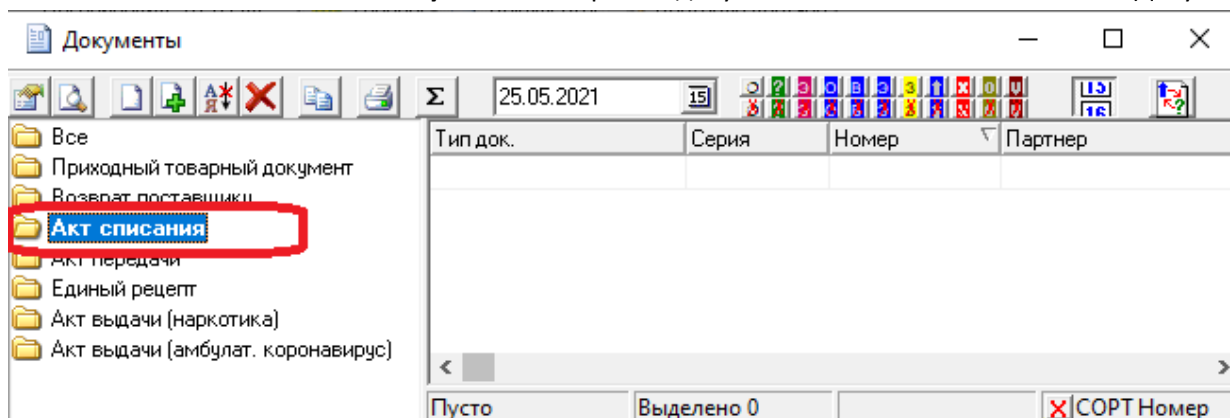 Документы
Σ 25.05.2021 15
Все
Тип док. Серия Номер Партнер
Приходный товарный документ
Возврат поставщику
Акт списания
Акт передачи
Единый рецепт
Акт выдачи (наркотика)
Акт выдачи (амбулат. коронавирус)
Пусто Выделено 0 СОРТ Номер